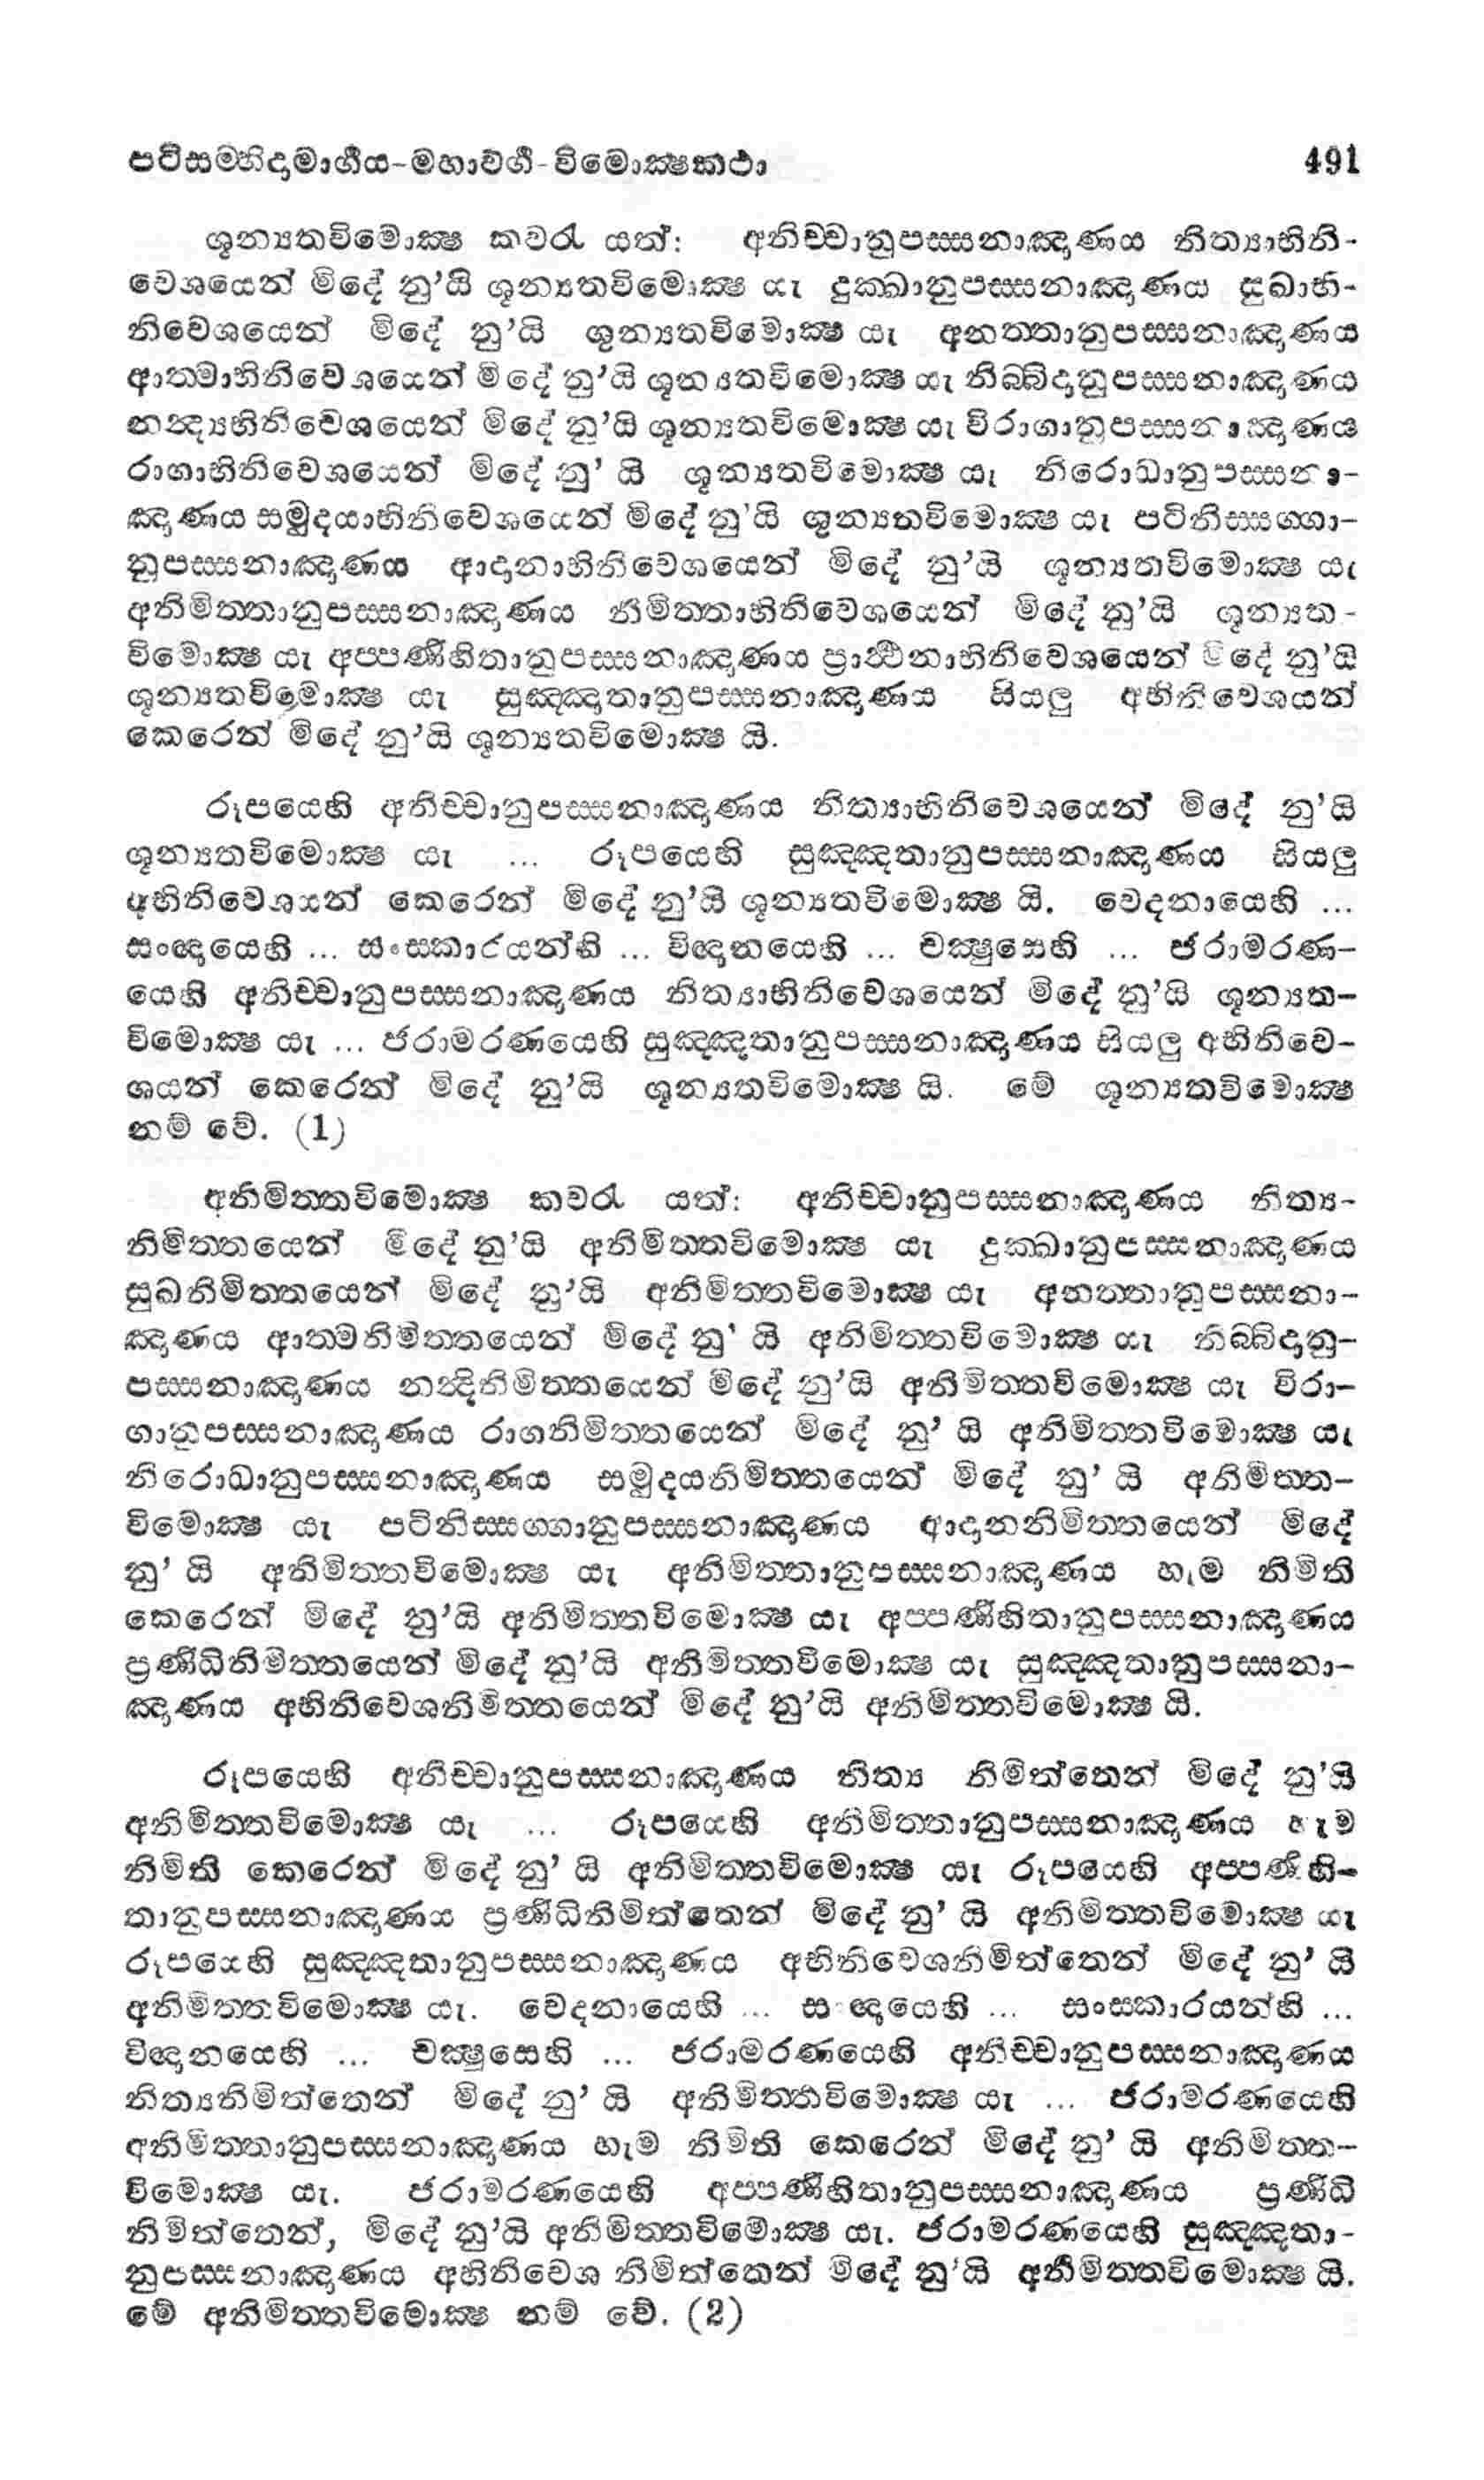 පටිසම්භිදාමාර්ගය-මහාවර්ග-විමොක්ෂකථා 491
ශූන්‍යතවිමොක්ෂ කවරැ යත්: අනිච්චානුපස්සනාඤාණය නිත්‍යාභිනි-
වෙශයෙන් මිදේ නු’යි ශූන්‍යතවිමොක්ෂ යැ දුක්ඛානුපස්සනාඤාණය සුඛාභි-
නිවෙශයෙන් මිදේ නු’යි ශූන්‍යතවිමොක්ෂ යැ අනත්තානුපස්සනාඤාණය
ආත්මාභිනිවෙශයෙන් මිදේ නු’යි ශූන්‍යතවිමොක්ෂ යැ නිබ්බිදානුපස්සනාඤාණය
නන්ද්‍යභිනිවෙශයෙන් මිදේ නු’යි ශූන්‍යතවිමොක්ෂ යැ විරාගානුපස්සනාඤාණය
රාගාභිනිවෙශයෙන් මිදේ නු’ යි ශූන්‍යතවිමොක්ෂ යැ නිරොධානුපස්සනා-
ඤාණය සමුදයාභිනිවෙශයෙන් මිදේ නු’යි ශූන්‍යතවිමොක්ෂ යැ පටිනිස්සග්ගා-
නුපස්සනාඤාණය ආදානාභිනිවෙශයෙන් මිදේ නු’යි ශූන්‍යතවිමොක්ෂ යැ
අනිමිත්තානුපස්සනාඤාණය නිමිත්තාභිනිවෙශයෙන් මිදේ නු’යි ශූන්‍යත-
විමොක්ෂ යැ අප්පණිහිතානුපස්සනාඤාණය ප්‍රාර්ථනාභිනිවෙශයෙන් මිදේ නු’යි
ශූන්‍යතවිමොක්ෂ යැ සුඤ්ඤතානුපස්සනාඤාණය සියලු අභිනිවෙශයන්
කෙරෙන් මිදේ නු’යි ශූන්‍යතවිමොක්ෂ යි.
රූපයෙහි අනිච්චානුපස්සනාඤාණය නිත්‍යාභිනිවෙශයෙන් මිදේ නු’යි
ශූන්‍යතවිමොක්ෂ යැ ... රූපයෙහි සුඤ්ඤතානුපස්සනාඤාණය සියලු
අභිනිවෙශයන් කෙරෙන් මිදේ නු’යි ශූන්‍යතවිමොක්ෂ යි. වෙදනායෙහි ...
සංඥායෙහි ... සංස්කාරයන්හි ... විඥානයෙහි ... චක්ෂුසෙහි ... ජරාමරණ-
යෙහි අනිච්චානුපස්සනාඤාණය නිත්‍යාභිනිවෙශයෙන් මිදේ නු’යි ශූන්‍යත-
විමොක්ෂ යැ ... ජරාමරණයෙහි සුඤ්ඤතානුපස්සනාඤාණය සියලු අභිනිවෙ-
ශයන් කෙරෙන් මිදේ නු’යි ශූන්‍යතවිමොක්ෂ යි. මේ ශූන්‍යතවිමොක්ෂ
නම් වේ. (1)
අනිමිත්තවිමොක්ෂ කවරැ යත්: අනිච්චානුපස්සනාඤාණය නිත්‍ය-
නිමිත්තයෙන් මිදේ නු’යි අනිමිත්තවිමොක්ෂ යැ දුක්ඛානුපස්සනාඤාණය
සුඛනිමිත්තයෙන් මිදේ නු’යි අනිමිත්තවිමොක්ෂ යැ අනත්තානුපස්සනා-
ඤාණය ආත්මනිමිත්තයෙන් මිදේ නු’ යි අනිමිත්තවිමොක්ෂ යැ නිබ්බිදානු-
පස්සනාඤාණය නන්දිනිමිත්තයෙන් මිදේ නු’යි අනිමිත්තවිමොක්ෂ යැ විරා-
ගානුපස්සනාඤාණය රාගනිමිත්තයෙන් මිදේ නු’ යි අනිමිත්තවිමොක්ෂ යැ
නිරොධානුපස්සනාඤාණය සමුදයනිමිත්තයෙන් මිදේ නු’ යි අනිමිත්ත-
විමොක්ෂ යැ පටිනිස්සග්ගානුපස්සනාඤාණය ආදානනිමිත්තයෙන් මිදේ
නු’ යි අනිමිත්තවිමොක්ෂ යැ අනිමිත්තානුපස්සනාඤාණය හැම නිමිති
කෙරෙන් මිදේ නු’යි අනිමිත්තවිමොක්ෂ යැ අප්පණිහිතානුපස්සනාඤාණය
ප්‍රණිධිනිමිත්තයෙන් මිදේ නු’යි අනිමිත්තවිමොක්ෂ යැ සුඤ්ඤතානුපස්සනා-
ඤාණය අභිනිවෙශනිමිත්තයෙන් මිදේ නු’යි අනිමිත්තවිමොක්ෂ යි.
රූපයෙහි අනිච්චානුපස්සනාඤාණය නිත්‍ය නිමිත්තෙන් මිදේ නු’යි
අනිමිත්තවිමොක්ෂ යැ ... රූපයෙහි අනිමිත්තානුපස්සනාඤාණය හැම
නිමිති කෙරෙන් මිදේ නු’ යි අනිමිත්තවිමොක්ෂ යැ රූපයෙහි අප්පණිහි-
තානුපස්සනාඤාණය ප්‍රණිධිනිමිත්තෙන් මිදේ නු’ යි අනිමිත්තවිමොක්ෂ යැ
රූපයෙහි සුඤ්ඤතානුපස්සනාඤාණය අභිනිවෙශනිමිත්තෙන් මිදේ නු’ යි
අනිමිත්තවිමොක්ෂ යැ. වෙදනායෙහි ... සංඥායෙහි ... සංස්කාරයන්හි ...
විඥානයෙහි ... චක්ෂුසෙහි ... ජරාමරණයෙහි අනිච්චානුපස්සනාඤාණය
නිත්‍යනිමිත්තෙන් මිදේ නු’ යි අනිමිත්තවිමොක්ෂ යැ ... ජරාමරණයෙහි
අනිමිත්තානුපස්සනාඤාණය හැම නිමිති කෙරෙන් මිදේ නු’ යි අනිමිත්ත-
විමොක්ෂ යැ. ජරාමරණයෙහි අප්පණිහිතානුපස්සනාඤාණය ප්‍රණිධි
නිමිත්තෙන්, මිදේ නු’යි අනිමිත්තවිමොක්ෂ යැ. ජරාමරණයෙහි සුඤ්ඤතා-
නුපස්සනාඤාණය අභිනිවෙශ නිමිත්තෙන් මිදේ නු’යි අනිමිත්තවිමොක්ෂ යි.
මේ අනිමිත්තවිමොක්ෂ නම් වේ. (2)